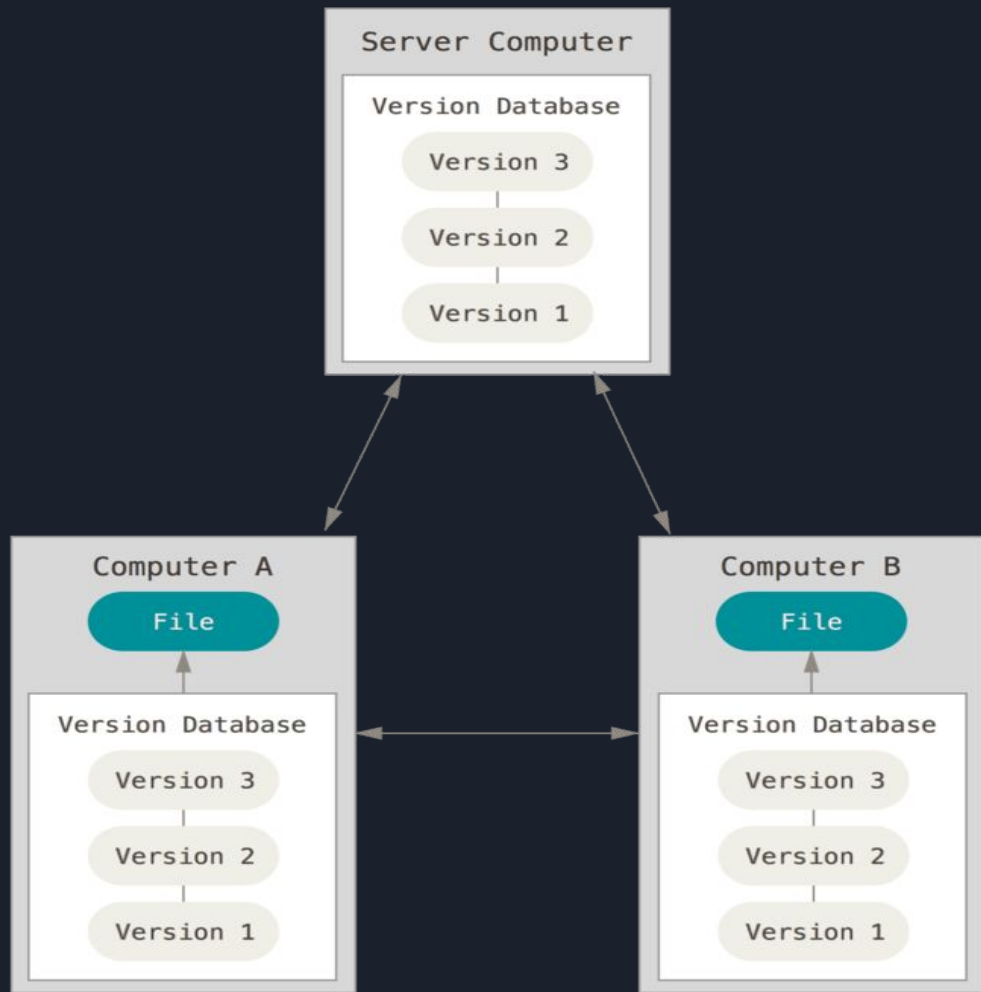 Server Computer
Version Database
Version 3
Version 2
Version 1
Computer A
File
Version Database
Version 3
Version 2
Version 1
Computer B
File
Version Database
Version 3
Version 2
Version 1